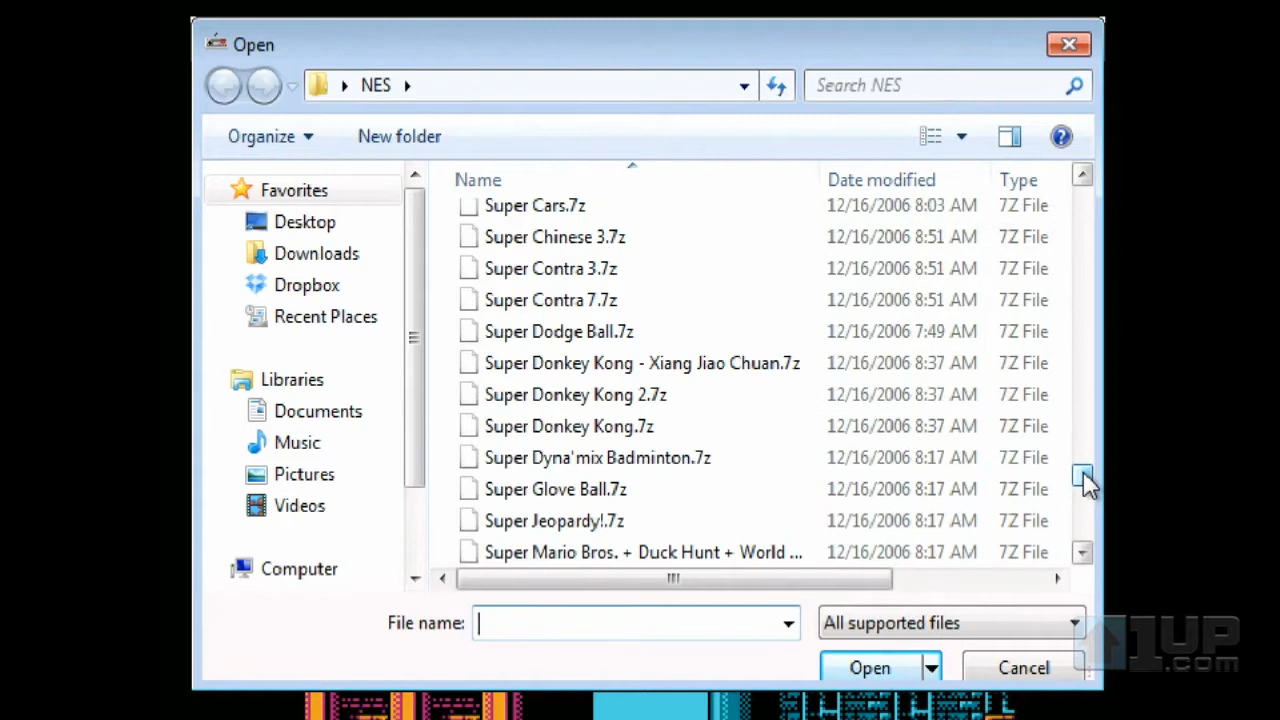 Open
NES
Search NES
Organize
New folder
Favorites
Desktop
Downloads
Dropbox
Recent Places
Libraries
Documents
Music
Pictures
Videos
Computer
Name Date modified Type
Super Cars.7z 12/16/2006 8:03 AM 7Z File
Super Chinese 3.7z 12/16/2006 8:51 AM 7Z File
Super Contra 3.7z 12/16/2006 8:51 AM 7Z File
Super Contra 7.7z 12/16/2006 8:51 AM 7Z File
Super Dodge Ball.7z 12/16/2006 7:49 AM 7Z File
Super Donkey Kong - Xiang Jiao Chuan.7z 12/16/2006 8:37 AM 7Z File
Super Donkey Kong 2.7z 12/16/2006 8:37 AM 7Z File
Super Donkey Kong.7z 12/16/2006 8:37 AM 7Z File
Super Dyna'mix Badminton.7z 12/16/2006 8:17 AM 7Z File
Super Glove Ball.7z 12/16/2006 8:17 AM 7Z File
Super Jeopardy!.7z 12/16/2006 8:17 AM 7Z File
Super Mario Bros. + Duck Hunt + World ... 12/16/2006 8:17 AM 7Z File
File name:
All supported files
Open
Cancel
1UP
.com